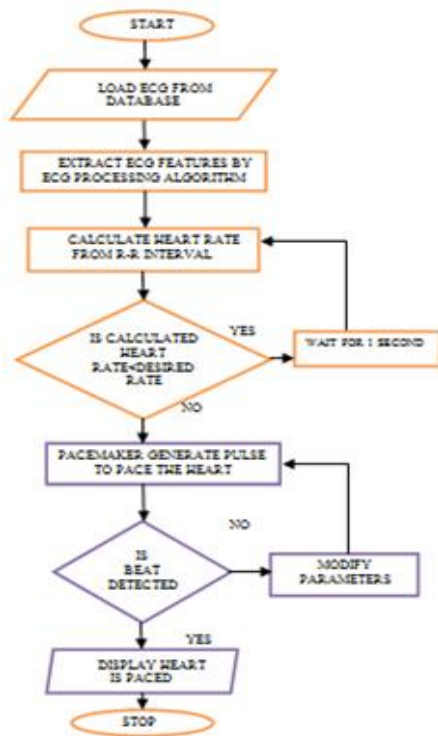 START
LOAD ECG FROM
DATABASE
EXTRACT ECG FEATURES BY
ECG PROCESSING ALGORITHM
CALCULATE HEART RATE
FROM R-R INTERVAL
YES
IS CALCULATED
HEART
RATE<DESIRED
RATE
WAIT FOR 1 SECOND
NO
PACEMAKER GENERATE PULSE
TO PACE THE HEART
NO
IS
BEAT
DETECTED
MODIFY
PARAMETERS
YES
DISPLAY HEART
IS PACED
STOP